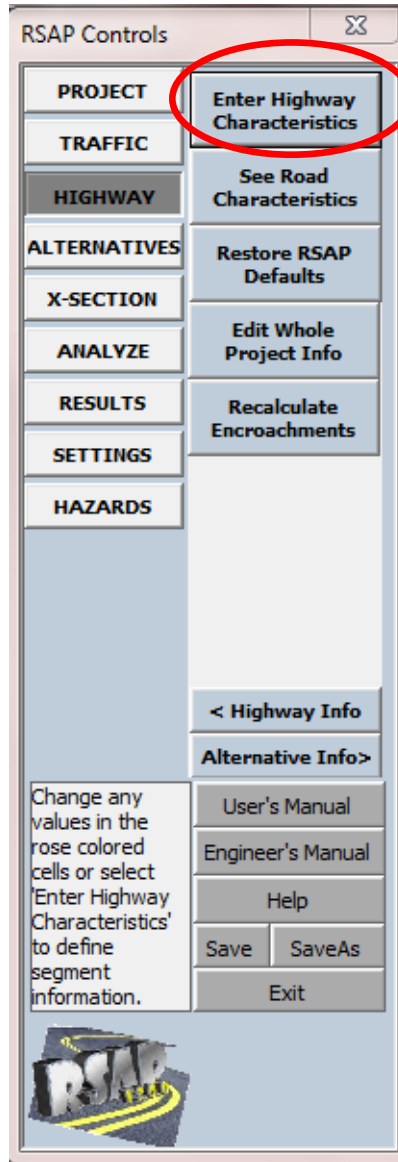 RSAP Controls
PROJECT
TRAFFIC
HIGHWAY
ALTERNATIVES
X-SECTION
ANALYZE
RESULTS
SETTINGS
HAZARDS
Enter Highway
Characteristics
See Road
Characteristics
Restore RSAP
Defaults
Edit Whole
Project Info
Recalculate
Encroachments
< Highway Info
Alternative Info>
Change any
values in the
rose colored
cells or select
'Enter Highway
Characteristics'
to define
segment
information.
User's Manual
Engineer's Manual
Help
Save
SaveAs
Exit
RSAP